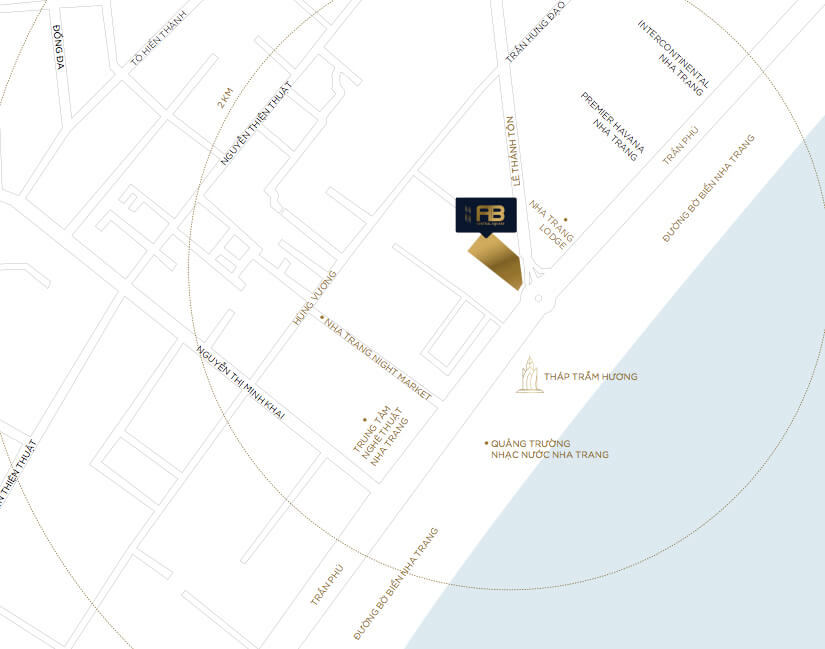 ĐỐNG ĐA
TÔ HIẾN THÀNH
2 KM
NGUYỄN THIỆN THUẬT
TRẦN HƯNG ĐẠO
INTERCONTINENTAL
NHA TRANG
PREMIER HAVANA
NHA TRANG
TRẦN PHÚ
ĐƯỜNG BỜ BIỂN NHA TRANG
LÊ THÁNH TÔN
AB
CENTRAL SQUARE
NHA TRANG
LODGE
HÙNG VƯƠNG
NHA TRANG NIGHT MARKET
NGUYỄN THỊ MINH KHAI
THÁP TRẦM HƯƠNG
TRUNG TÂM
NGHỆ THUẬT
NHA TRANG
QUẢNG TRƯỜNG
NHẠC NƯỚC NHA TRANG
N THIỆN THUẬT
TRẦN PHÚ
ĐƯỜNG BỜ BIỂN NHA TRANG